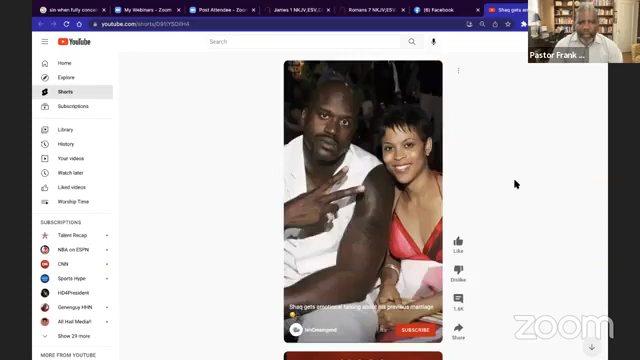 sin when fully conce
My Webinars - Zoom
Post Attendee - Zoom
James 1 NKJV,ESV
Romans 7 NKJV,ESV
(8) Facebook
Shaq gets em
youtube.com/shorts/
YouTube
Search
Pastor Frank ...
Home
Explore
Shorts
Subscriptions
Library
History
Your videos
Watch later
Liked videos
Worship Time
SUBSCRIPTIONS
Talent Recap
NBA on ESPN
CNN
Sports Hype
HD4President
Genenguy HHN
All Hail Media!
Show 29 more
MORE FROM YOUTUBE
Shaq gets emotional talking about his previous marriage
SUBSCRIBE
Like
Dislike
1.6K
Share
zoom